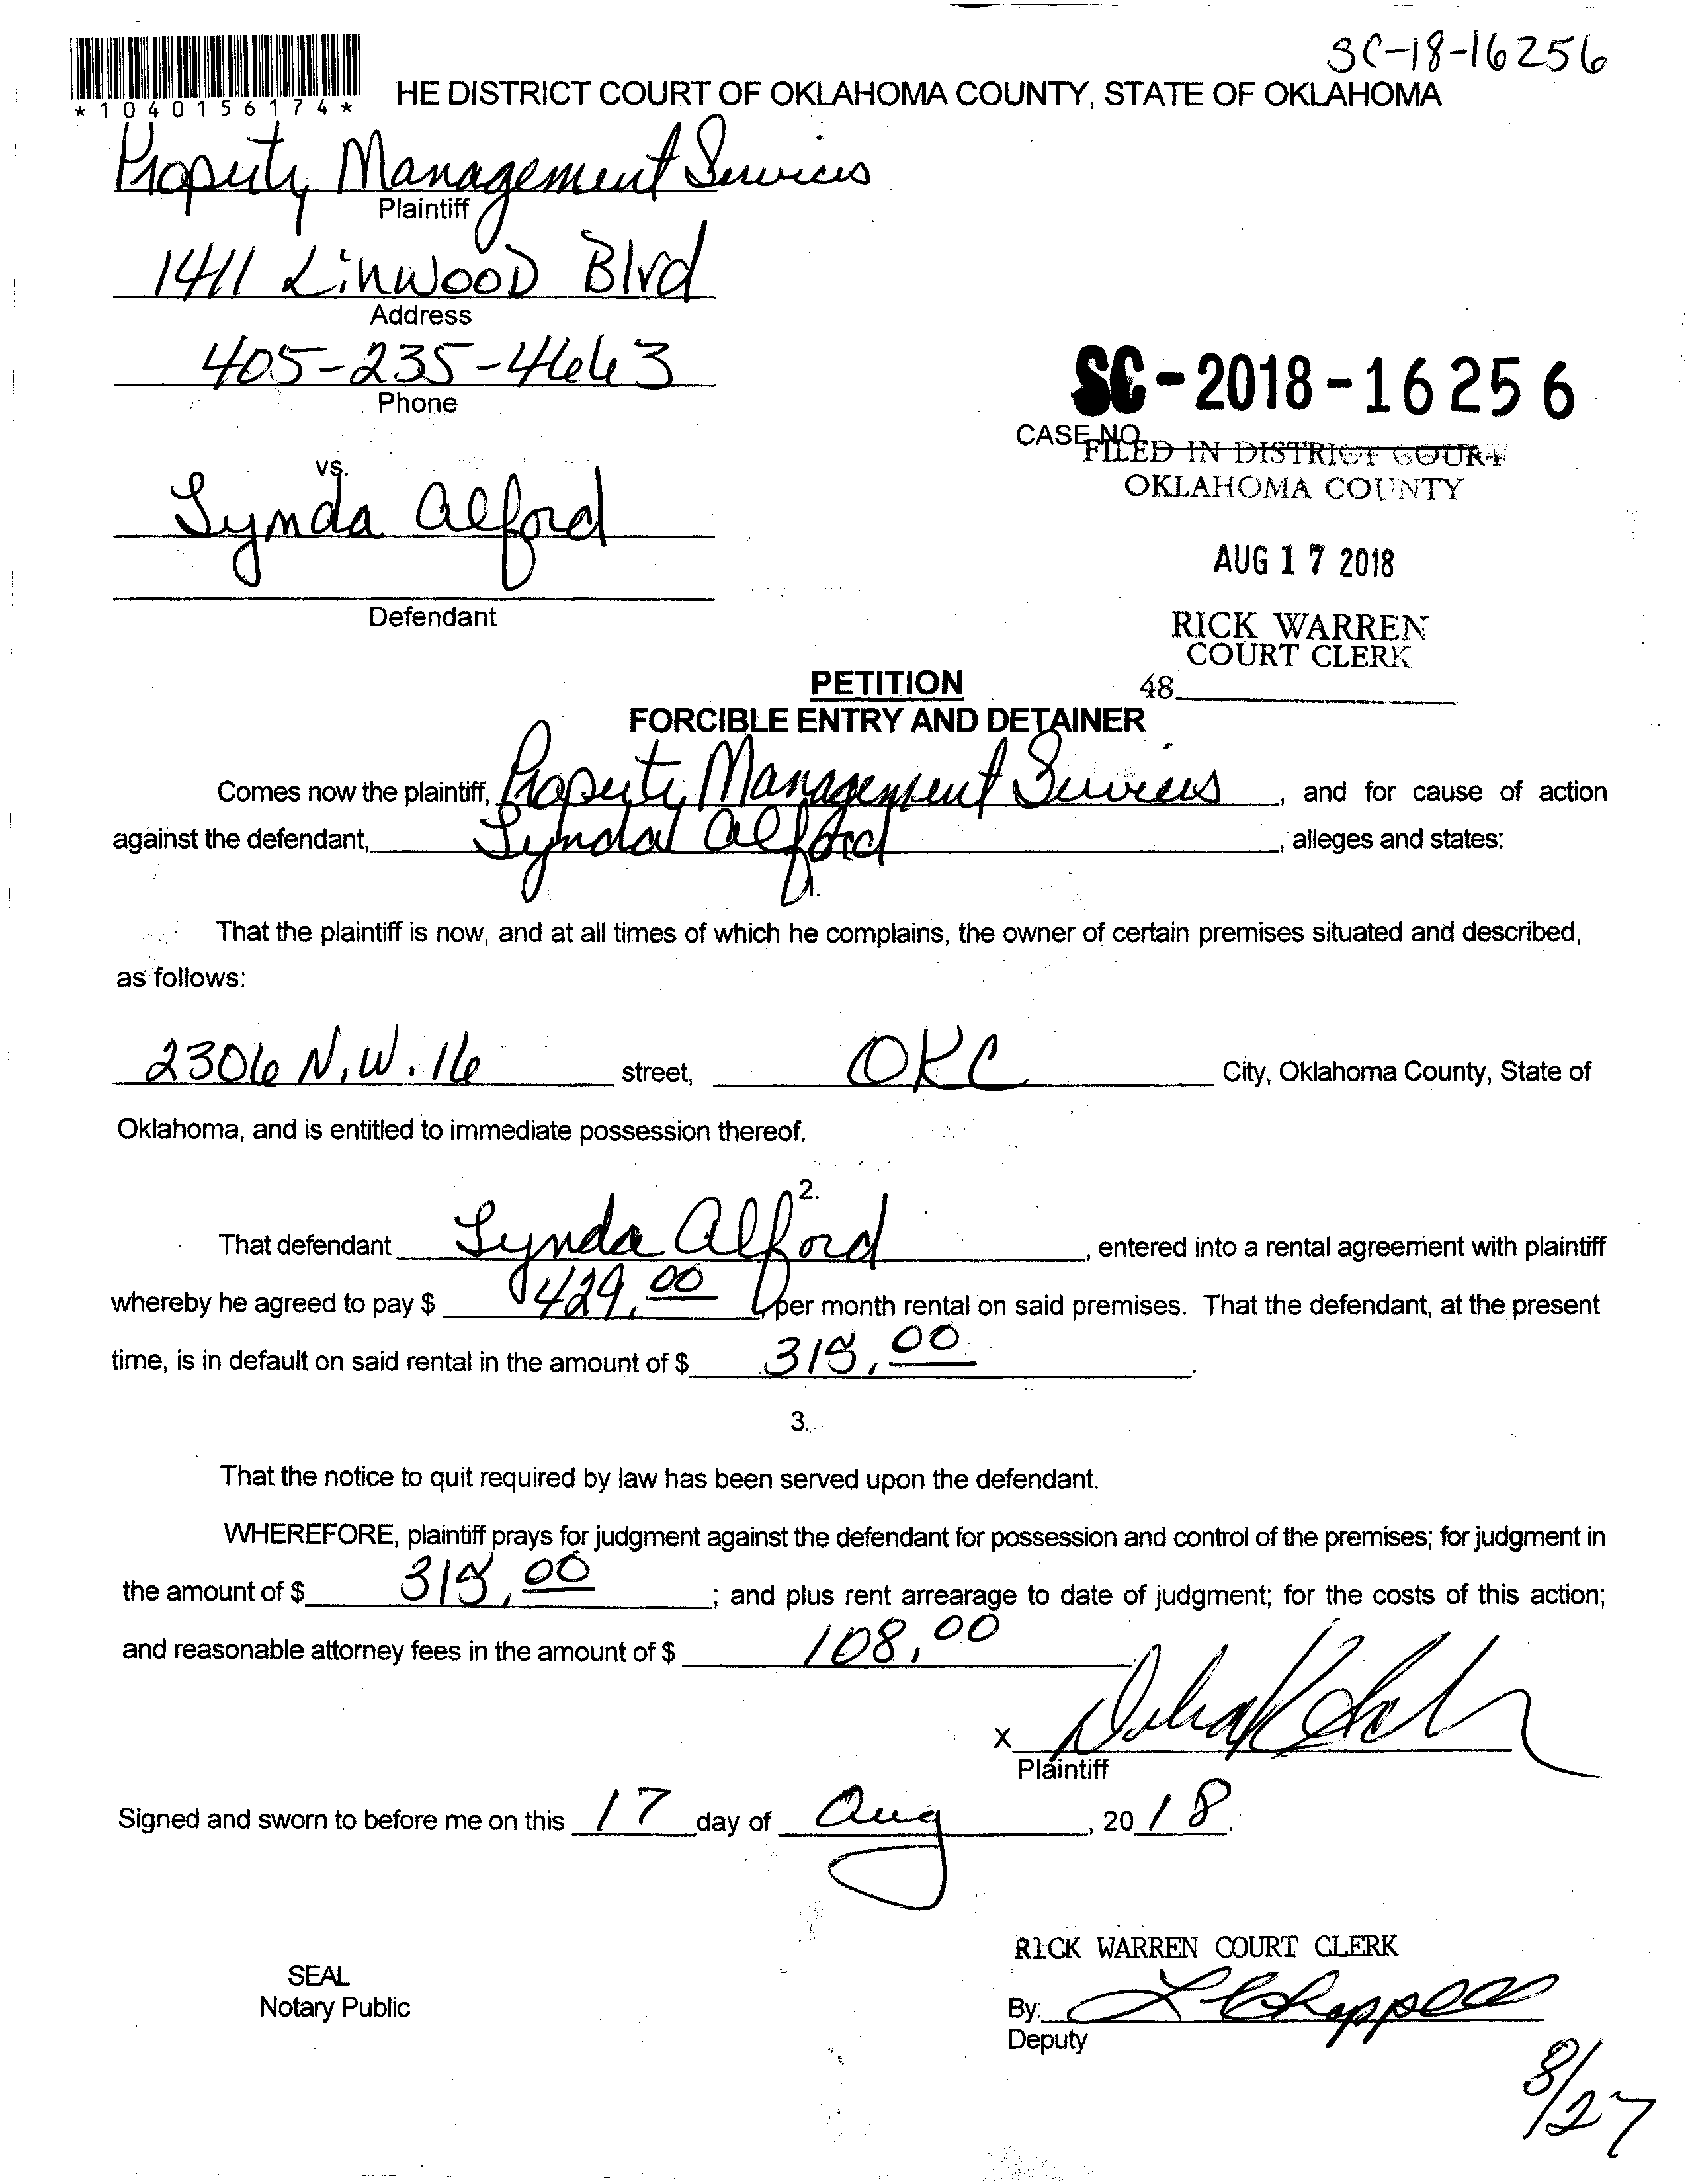 SC-18-16256
*1040156174*
HE DISTRICT COURT OF OKLAHOMA COUNTY, STATE OF OKLAHOMA
Property Management Services
Plaintiff
1411 Linwood Blvd
Address
405-235-4663
Phone
SC-2018-16256
CASE NO.
FILED IN DISTRICT COURT
OKLAHOMA COUNTY
vs.
Lynda Alford
AUG 17 2018
Defendant
RICK WARREN
COURT CLERK
48
PETITION
FORCIBLE ENTRY AND DETAINER
Comes now the plaintiff, Property Management Services, and for cause of action
against the defendant, Lynda Alford, alleges and states:
1.
That the plaintiff is now, and at all times of which he complains, the owner of certain premises situated and described,
as follows:
2306 N.W. 16 street, OKC City, Oklahoma County, State of
Oklahoma, and is entitled to immediate possession thereof.
2.
That defendant Lynda Alford, entered into a rental agreement with plaintiff
whereby he agreed to pay $ 429.00 per month rental on said premises. That the defendant, at the present
time, is in default on said rental in the amount of $ .00.
3.
That the notice to quit required by law has been served upon the defendant.
WHEREFORE, plaintiff prays for judgment against the defendant for possession and control of the premises; for judgment in
the amount of $ .00; and plus rent arrearage to date of judgment; for the costs of this action;
and reasonable attorney fees in the amount of $ 108.00
X
Plaintiff
Signed and sworn to before me on this 17 day of Aug, 2018.
RICK WARREN COURT CLERK
SEAL
Notary Public
By: L Chappell
Deputy
8/27